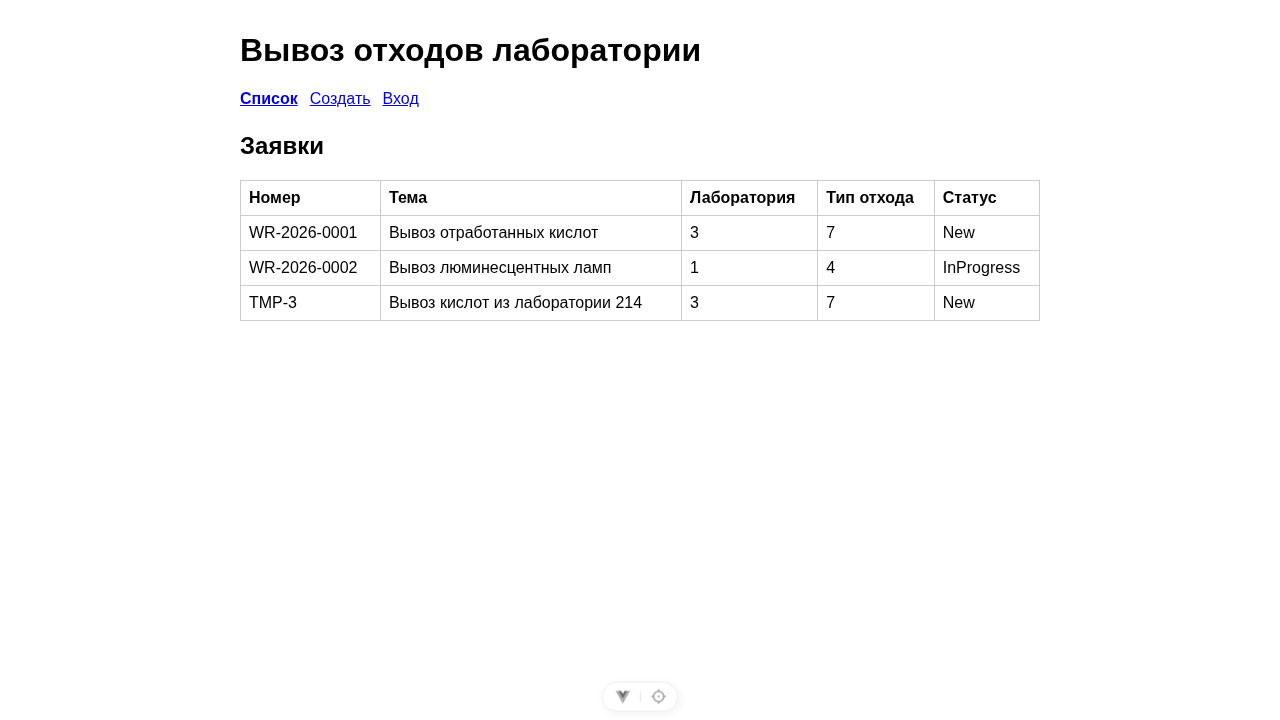 Вывоз отходов лаборатории
Список Создать Вход
Заявки
Номер Тема Лаборатория Тип отхода Статус
WR-2026-0001 Вывоз отработанных кислот 3 7 New
WR-2026-0002 Вывоз люминесцентных ламп 1 4 InProgress
TMP-3 Вывоз кислот из лаборатории 214 3 7 New